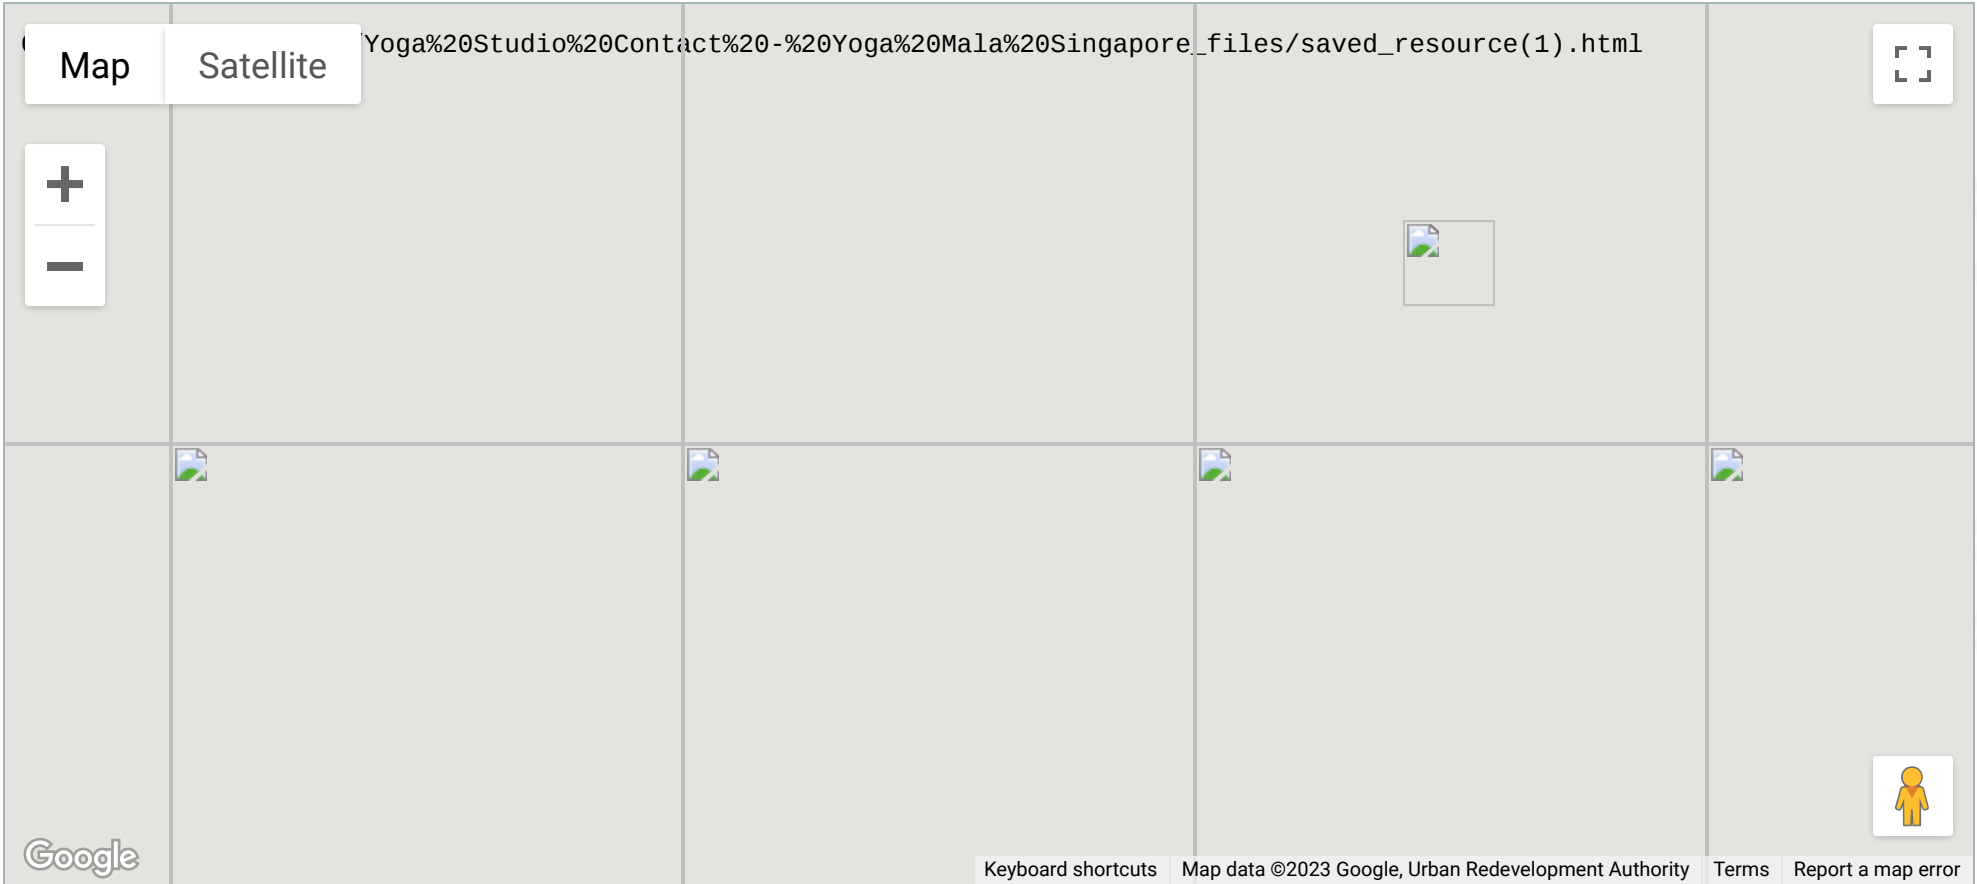 /Yoga%20Studio%20Contact%20-%20Yoga%20Mala%20Singapore_files/saved_resource(1).html
Map
Satellite
Google
Keyboard shortcuts
Map data ©2023 Google, Urban Redevelopment Authority
Terms
Report a map error